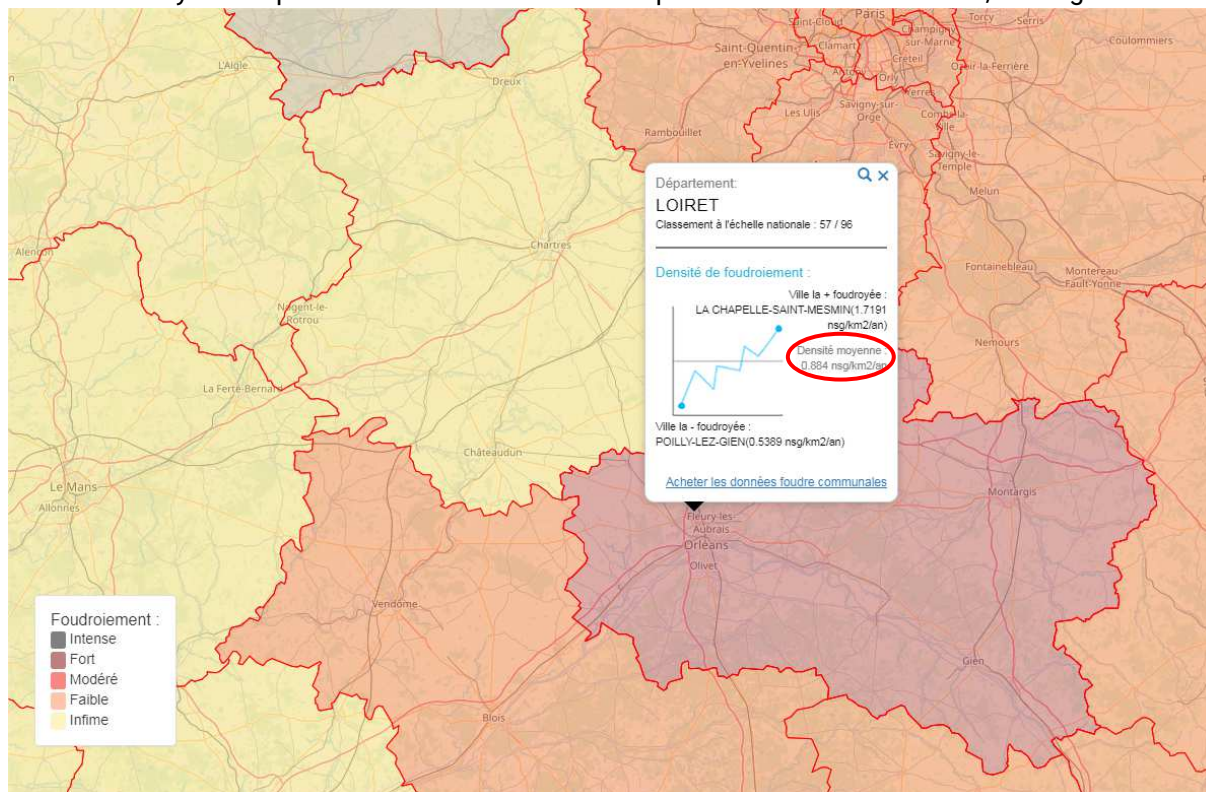 Saint-Cloud
Paris
Torcy
Serris
Champigny-sur-Marne
Coulommiers
Saint-Quentin-en-Yvelines
Clamart
Créteil
Ozoir-la-Ferrière
L'Aigle
Dreux
Antony
Orly
Yerres
Les Ulis
Savigny-sur-Orge
Combs-la-Ville
Rambouillet
Évry
Savigny-le-Temple
Melun
Département:
LOIRET
Classement à l'échelle nationale : 57 / 96
Densité de foudroiement :
Ville la + foudroyée :
LA CHAPELLE-SAINT-MESMIN(1.7191
nsg/km2/an)
Densité moyenne :
0.884 nsg/km2/an
Ville la - foudroyée :
POILLY-LEZ-GIEN(0.5389 nsg/km2/an)
Acheter les données foudre communales
Alençon
Chartres
Fontainebleau
Montereau-
Fault-Yonne
Nogent-le-
Rotrou
Nemours
La Ferté-Bernard
Châteaudun
Le Mans
Allonnes
Montargis
Fleury-les-
Aubrais
Orléans
Olivet
Vendôme
Gien
Blois
Foudroiement :
Intense
Fort
Modéré
Faible
Infime